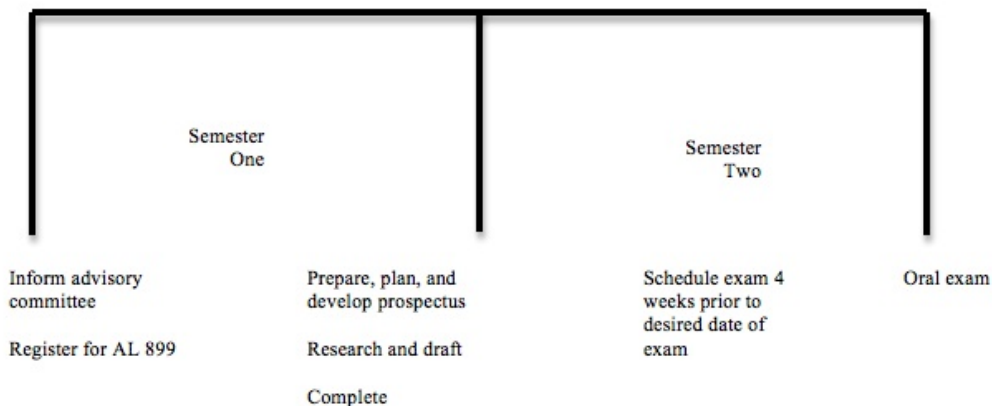 Semester
One
Semester
Two
Inform advisory
committee
Register for AL 899
Prepare, plan, and
develop prospectus
Research and draft
Complete
Schedule exam 4
weeks prior to
desired date of
exam
Oral exam